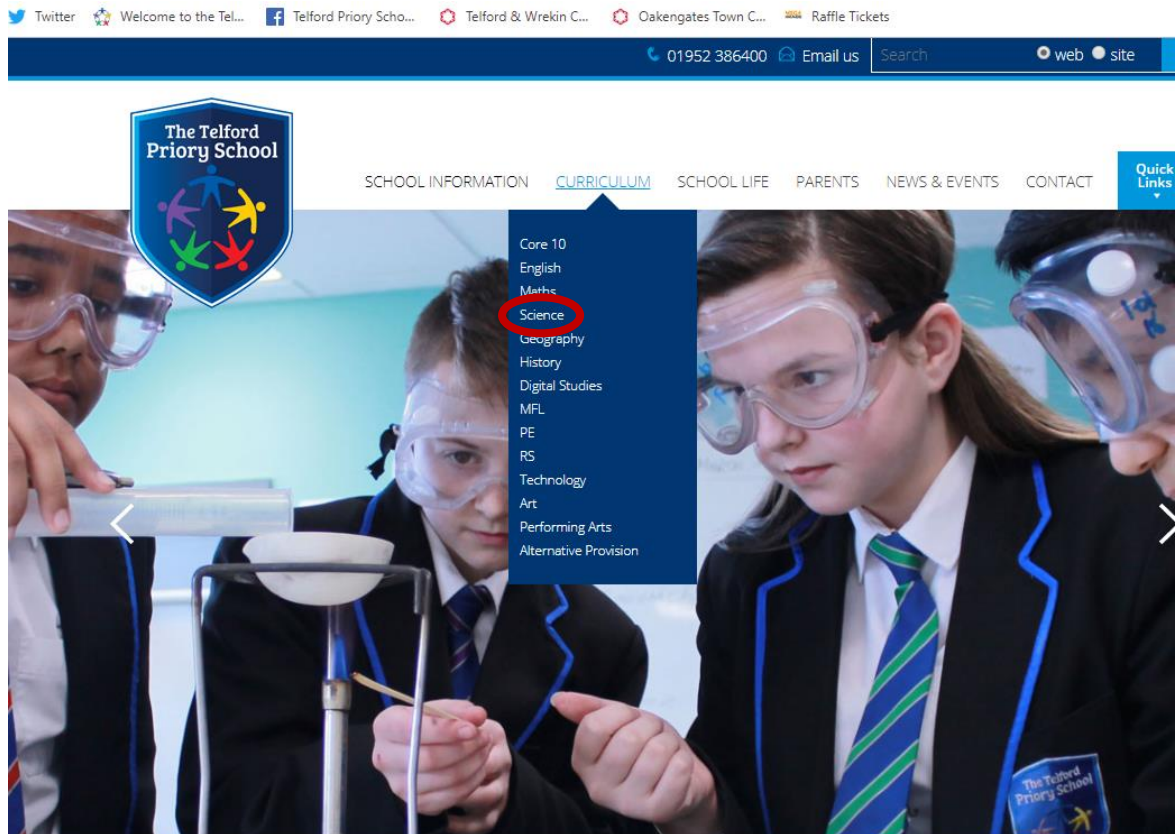 Twitter Welcome to the Tel... Telford Priory Scho... Telford & Wrekin C... Oakengates Town C... Raffle Tickets
01952 386400 Email us Search web site
The Telford
Priory School
SCHOOL INFORMATION CURRICULUM SCHOOL LIFE PARENTS NEWS & EVENTS CONTACT
Quick
Links
Core 10
English
Maths
Science
Geography
History
Digital Studies
MFL
PE
RS
Technology
Art
Performing Arts
Alternative Provision
The Telford
Priory School